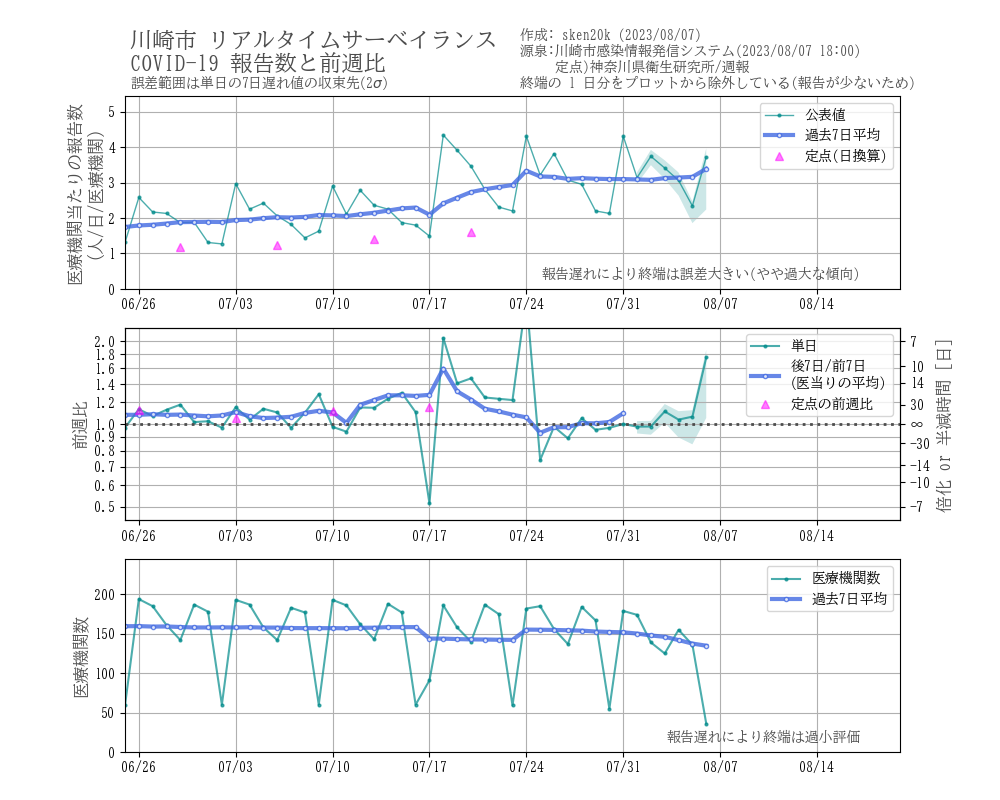 川崎市 リアルタイムサーベイランス
COVID-19 報告数と前週比
誤差範囲は単日の7日遅れ値の収束先(2σ)
作成: sken20k (2023/08/07)
源泉:川崎市感染情報発信システム(2023/08/07 18:00)
定点)神奈川県衛生研究所/週報
終端の 1 日分をプロットから除外している(報告が少ないため)
医療機関当たりの報告数
(人/日/医療機関)
5
4
3
2
1
0
公表値
過去7日平均
定点(日換算)
報告遅れにより終端は誤差大きい(やや過大な傾向)
06/26 07/03 07/10 07/17 07/24 07/31 08/07 08/14
前週比
2.0
1.8
1.6
1.4
1.2
1.0
0.9
0.8
0.7
0.6
0.5
単日
後7日/前7日
(医当りの平均)
定点の前週比
7
10
14
30
∞
-30
-14
-10
-7
倍化 or 半減時間 [日]
06/26 07/03 07/10 07/17 07/24 07/31 08/07 08/14
医療機関数
200
150
100
50
0
医療機関数
過去7日平均
報告遅れにより終端は過小評価
06/26 07/03 07/10 07/17 07/24 07/31 08/07 08/14